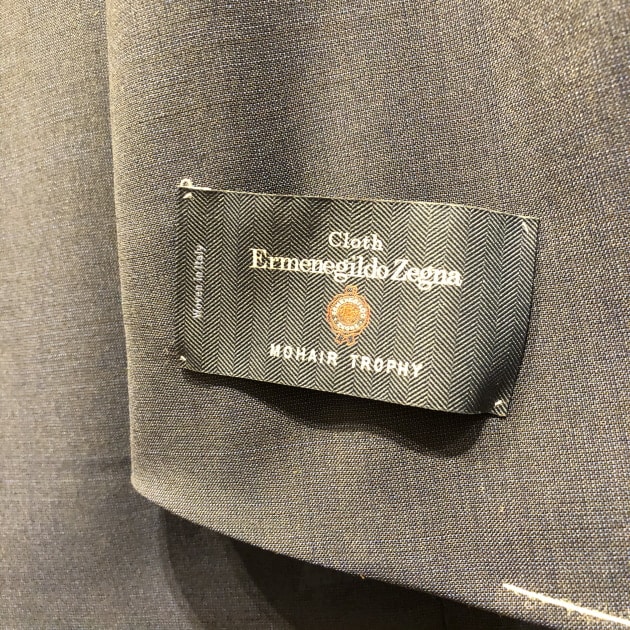 Cloth
Ermenegildo Zegna
MOHAIR TROPHY
Woven in Italy